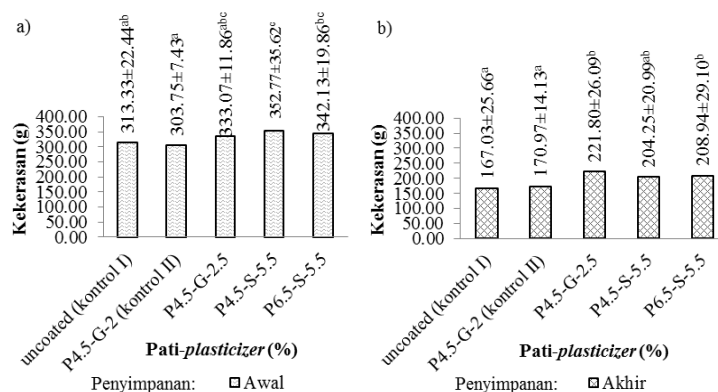 a)
313.33±22.44ab
303.75±7.43a
333.07±11.86abc
352.77±35.62c
342.13±19.86bc
Kekerasan (g)
400.00
350.00
300.00
250.00
200.00
150.00
100.00
50.00
0.00
uncoated (kontrol I)
P4.5-G-2 (kontrol II)
P4.5-G-2.5
P4.5-S-5.5
P6.5-S-5.5
Pati-plasticizer (%)
Penyimpanan: Awal
b)
167.03±25.66a
170.97±14.13a
221.80±26.09b
204.25±20.99ab
208.94±29.10b
Kekerasan (g)
400.00
350.00
300.00
250.00
200.00
150.00
100.00
50.00
0.00
uncoated (kontrol I)
P4.5-G-2 (kontrol II)
P4.5-G-2.5
P4.5-S-5.5
P6.5-S-5.5
Pati-plasticizer (%)
Penyimpanan: Akhir